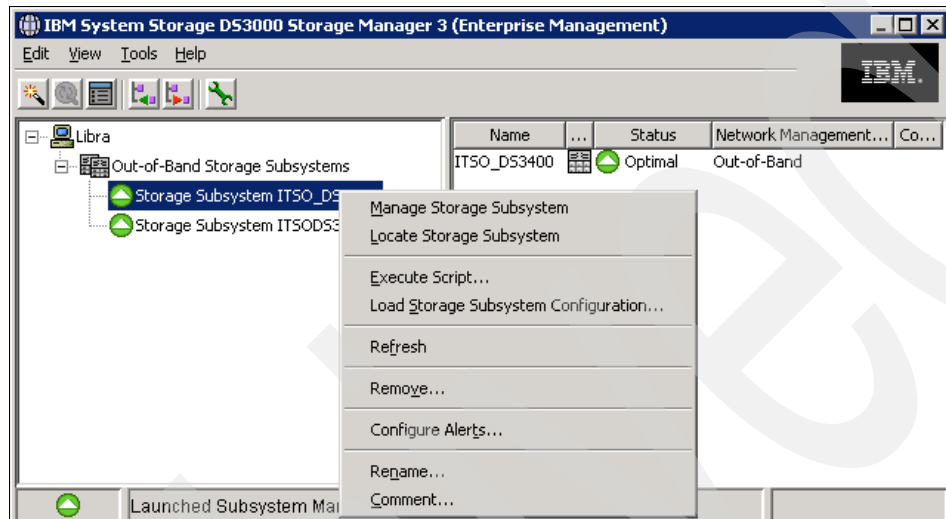 IBM System Storage DS3000 Storage Manager 3 (Enterprise Management)
Edit View Tools Help
IBM.
Libra
Out-of-Band Storage Subsystems
Storage Subsystem ITSO_DS
Storage Subsystem ITSODS3
Name ... Status Network Management... Co...
ITSO_DS3400 Optimal Out-of-Band
Manage Storage Subsystem
Locate Storage Subsystem
Execute Script...
Load Storage Subsystem Configuration...
Refresh
Remove...
Configure Alerts...
Rename...
Comment...
Launched Subsystem Mai